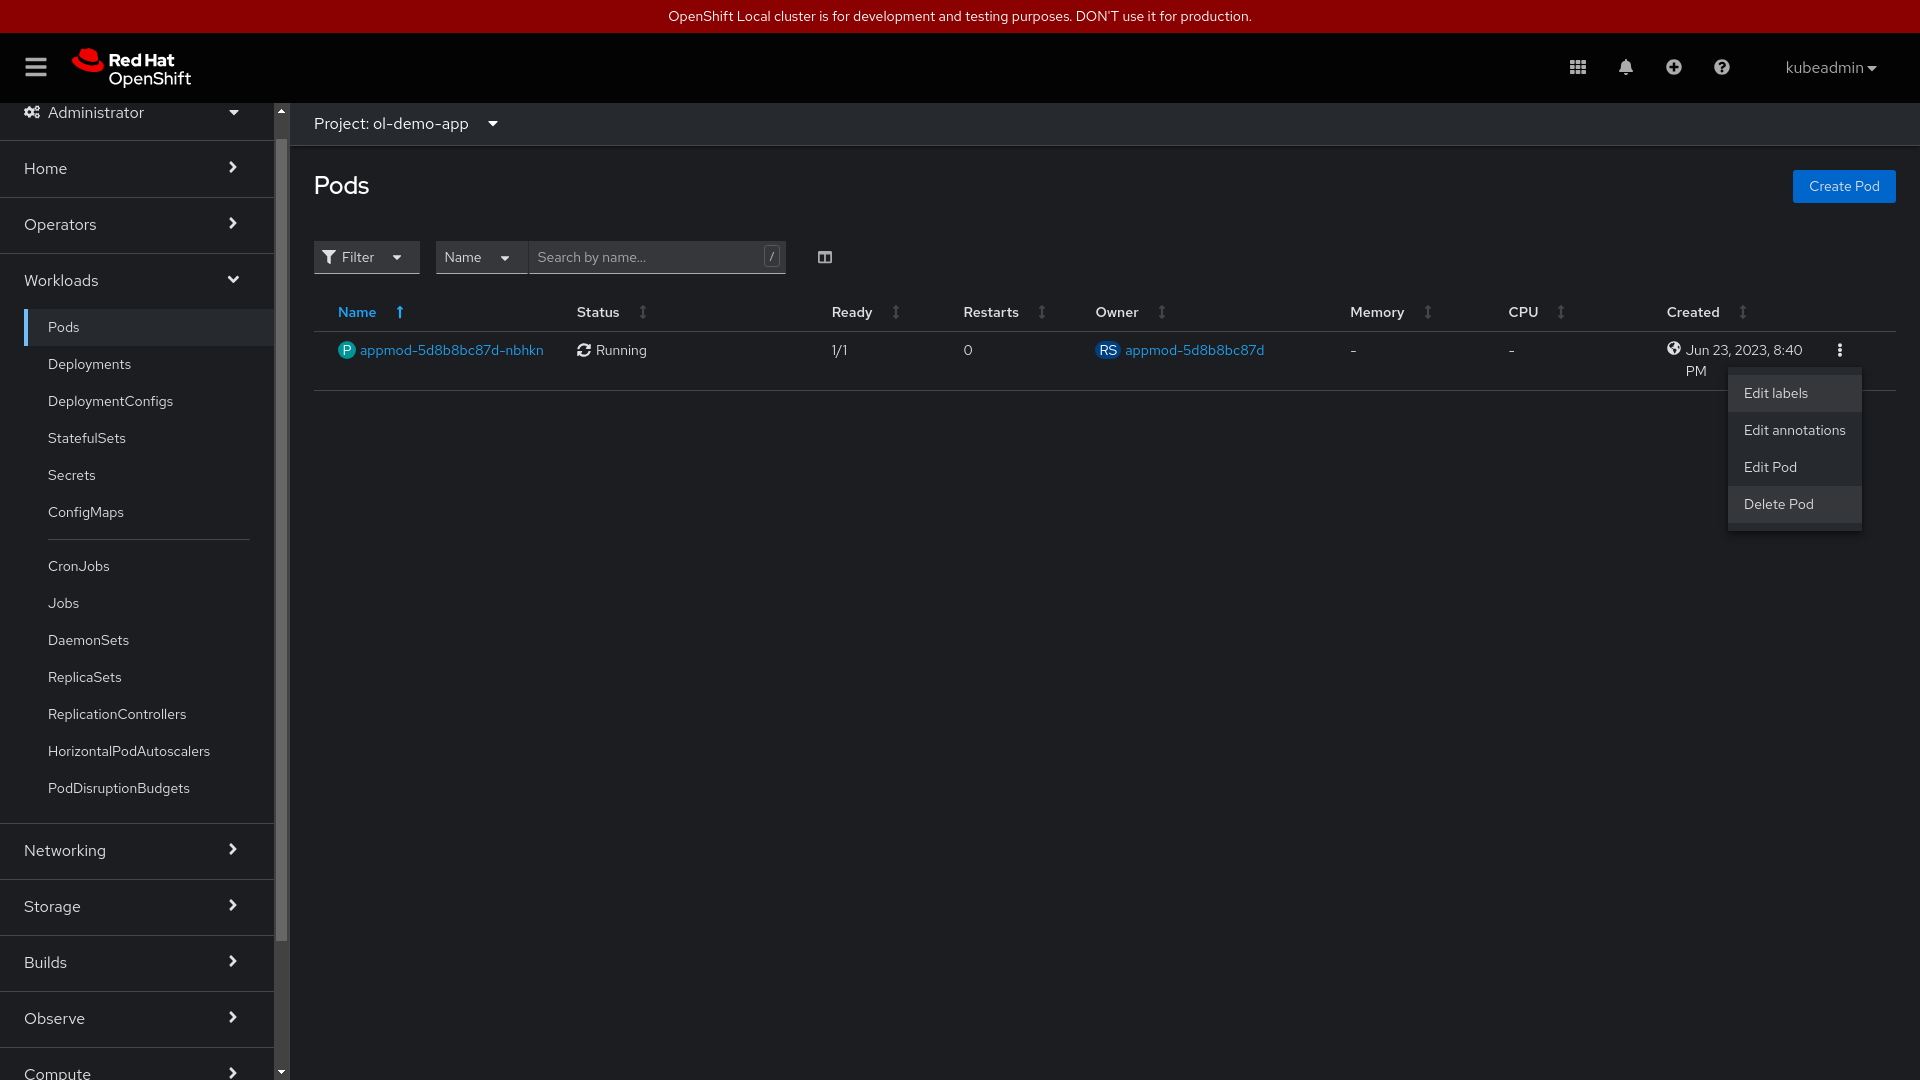 OpenShift Local cluster is for development and testing purposes. DON'T use it for production.
Red Hat
OpenShift
kubeadmin
Administrator
Home
Operators
Workloads
Pods
Deployments
DeploymentConfigs
StatefulSets
Secrets
ConfigMaps
CronJobs
Jobs
DaemonSets
ReplicaSets
ReplicationControllers
HorizontalPodAutoscalers
PodDisruptionBudgets
Networking
Storage
Builds
Observe
Compute
Project: ol-demo-app
Pods
Create Pod
Filter Name Search by name... /
Name Status Ready Restarts Owner Memory CPU Created
P appmod-5d8b8bc87d-nbhkn Running 1/1 0 RS appmod-5d8b8bc87d - - Jun 23, 2023, 8:40
PM
Edit labels
Edit annotations
Edit Pod
Delete Pod